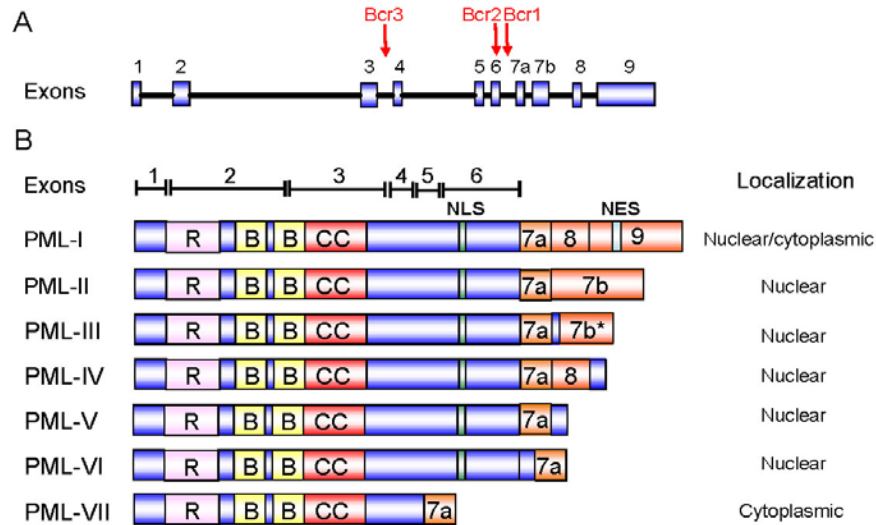 A
Bcr3 Bcr2 Bcr1
1 2 3 4 5 6 7a 7b 8 9
Exons
B
1 2 3 4 5 6
Exons Localization
NLS NES
PML-I R B B CC 7a 8 9 Nuclear/cytoplasmic
PML-II R B B CC 7a 7b Nuclear
PML-III R B B CC 7a 7b* Nuclear
PML-IV R B B CC 7a 8 Nuclear
PML-V R B B CC 7a Nuclear
PML-VI R B B CC 7a Nuclear
PML-VII R B B CC 7a Cytoplasmic